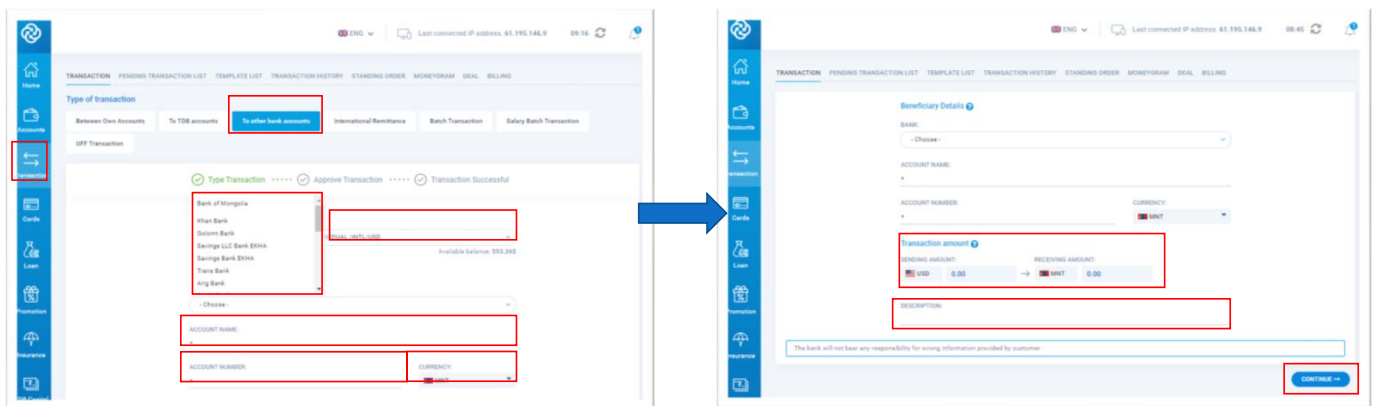 ENG
Last connected IP address. 61.195.146.9
09:16
Home
Accounts
Transaction
Cards
Loan
Promotion
Insurance
TRANSACTION PENDING TRANSACTION LIST TEMPLATE LIST TRANSACTION HISTORY STANDING ORDER MONEYGRAM DEAL BILLING
Type of transaction
Between Own Accounts To TDB accounts To other bank accounts International Remittance Batch Transaction Salary Batch Transaction
UFF Transaction
Type Transaction ····· Approve Transaction ····· Transaction Successful
Bank of Mongolia
Khan Bank
Golomt Bank
Savings LLC Bank EKHA
Savings Bank EKHA
Trans Bank
Arig Bank
/INTL/USD
Available balance: $53.26$
- Choose -
ACCOUNT NAME:
*
ACCOUNT NUMBER: CURRENCY:
* MNT
ENG
Last connected IP address. 61.195.146.9
08:45
Home
Accounts
Transaction
Cards
Loan
Promotion
Insurance
TRANSACTION PENDING TRANSACTION LIST TEMPLATE LIST TRANSACTION HISTORY STANDING ORDER MONEYGRAM DEAL BILLING
Beneficiary Details
BANK:
- Choose -
ACCOUNT NAME:
*
ACCOUNT NUMBER: CURRENCY:
* MNT
Transaction amount
SENDING AMOUNT: RECEIVING AMOUNT:
USD 0.00 → MNT 0.00
DESCRIPTION:
The bank will not bear any responsibility for wrong information provided by customer
CONTINUE →